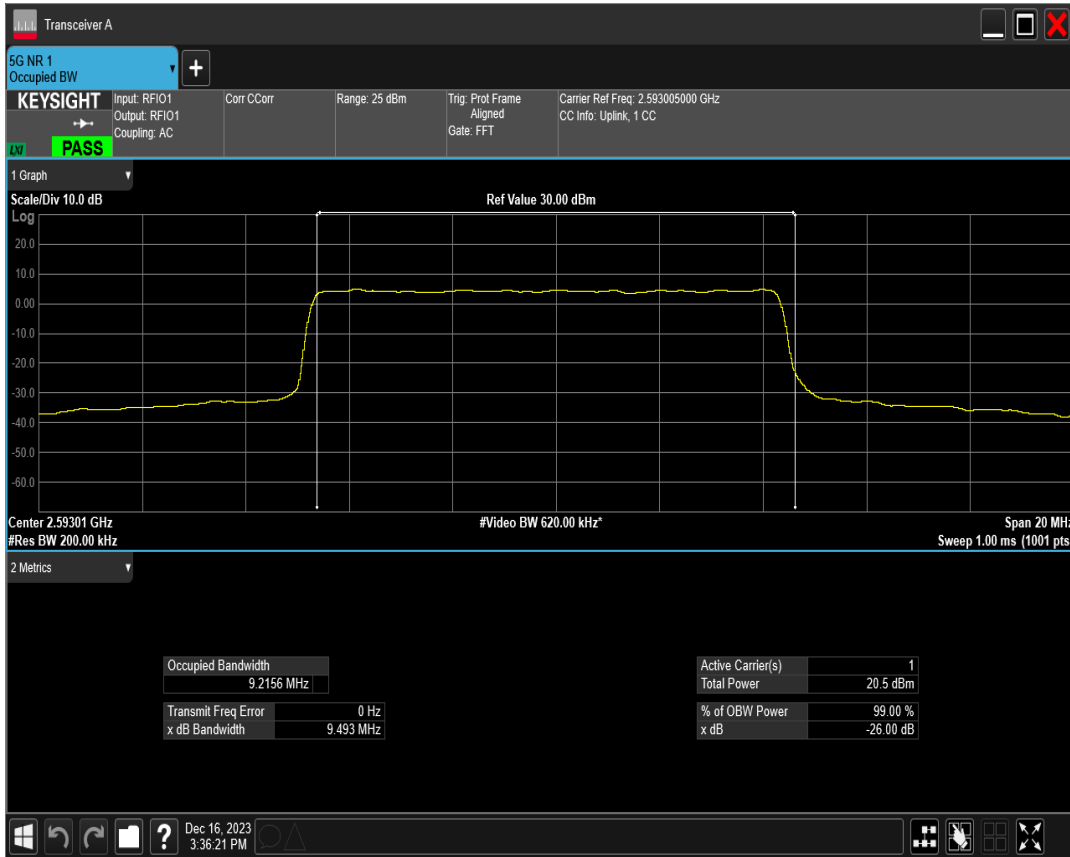 Transceiver A
5G NR 1
Occupied BW
KEYSIGHT
LXI
PASS
Input: RFIO1
Output: RFIO1
Coupling: AC
Corr CCorr
Range: 25 dBm
Trig: Prot Frame
Aligned
Gate: FFT
Carrier Ref Freq: 2.593005000 GHz
CC Info: Uplink, 1 CC
1 Graph
Scale/Div 10.0 dB
Ref Value 30.00 dBm
Log
20.0
10.0
0.00
-10.0
-20.0
-30.0
-40.0
-50.0
-60.0
Center 2.59301 GHz
#Video BW 620.00 kHz*
Span 20 MHz
#Res BW 200.00 kHz
Sweep 1.00 ms (1001 pts
2 Metrics
Occupied Bandwidth
9.2156 MHz
Transmit Freq Error 0 Hz
x dB Bandwidth 9.493 MHz
Active Carrier(s) 1
Total Power 20.5 dBm
% of OBW Power 99.00 %
x dB -26.00 dB
?
Dec 16, 2023
3:36:21 PM